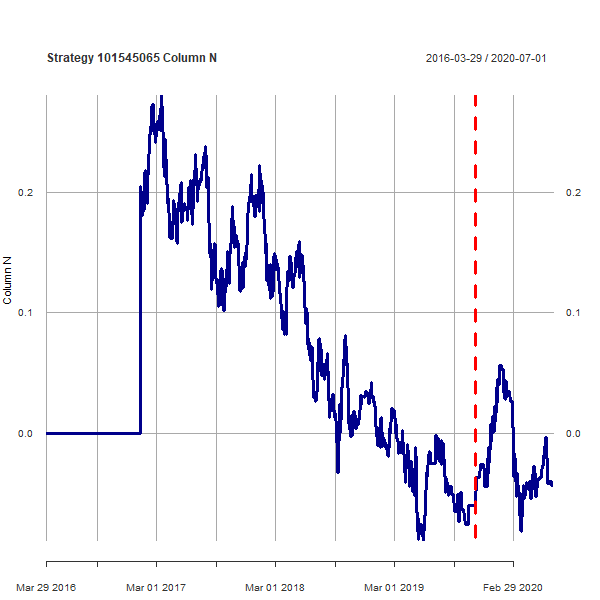 Strategy 101545065 Column N
2016-03-29 / 2020-07-01
Column N
0.2
0.1
0.0
0.2
0.1
0.0
Mar 29 2016
Mar 01 2017
Mar 01 2018
Mar 01 2019
Feb 29 2020